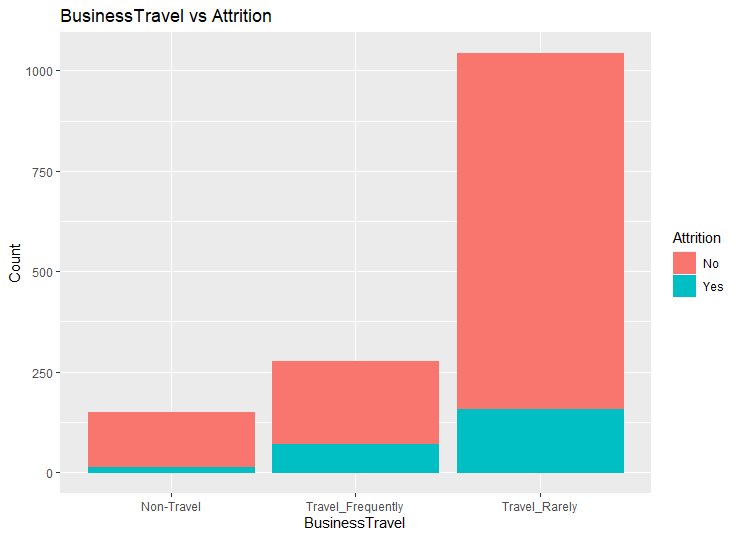 BusinessTravel vs Attrition
1000
750
500
250
0
Count
Non-Travel
Travel_Frequently
Travel_Rarely
BusinessTravel
Attrition
No
Yes